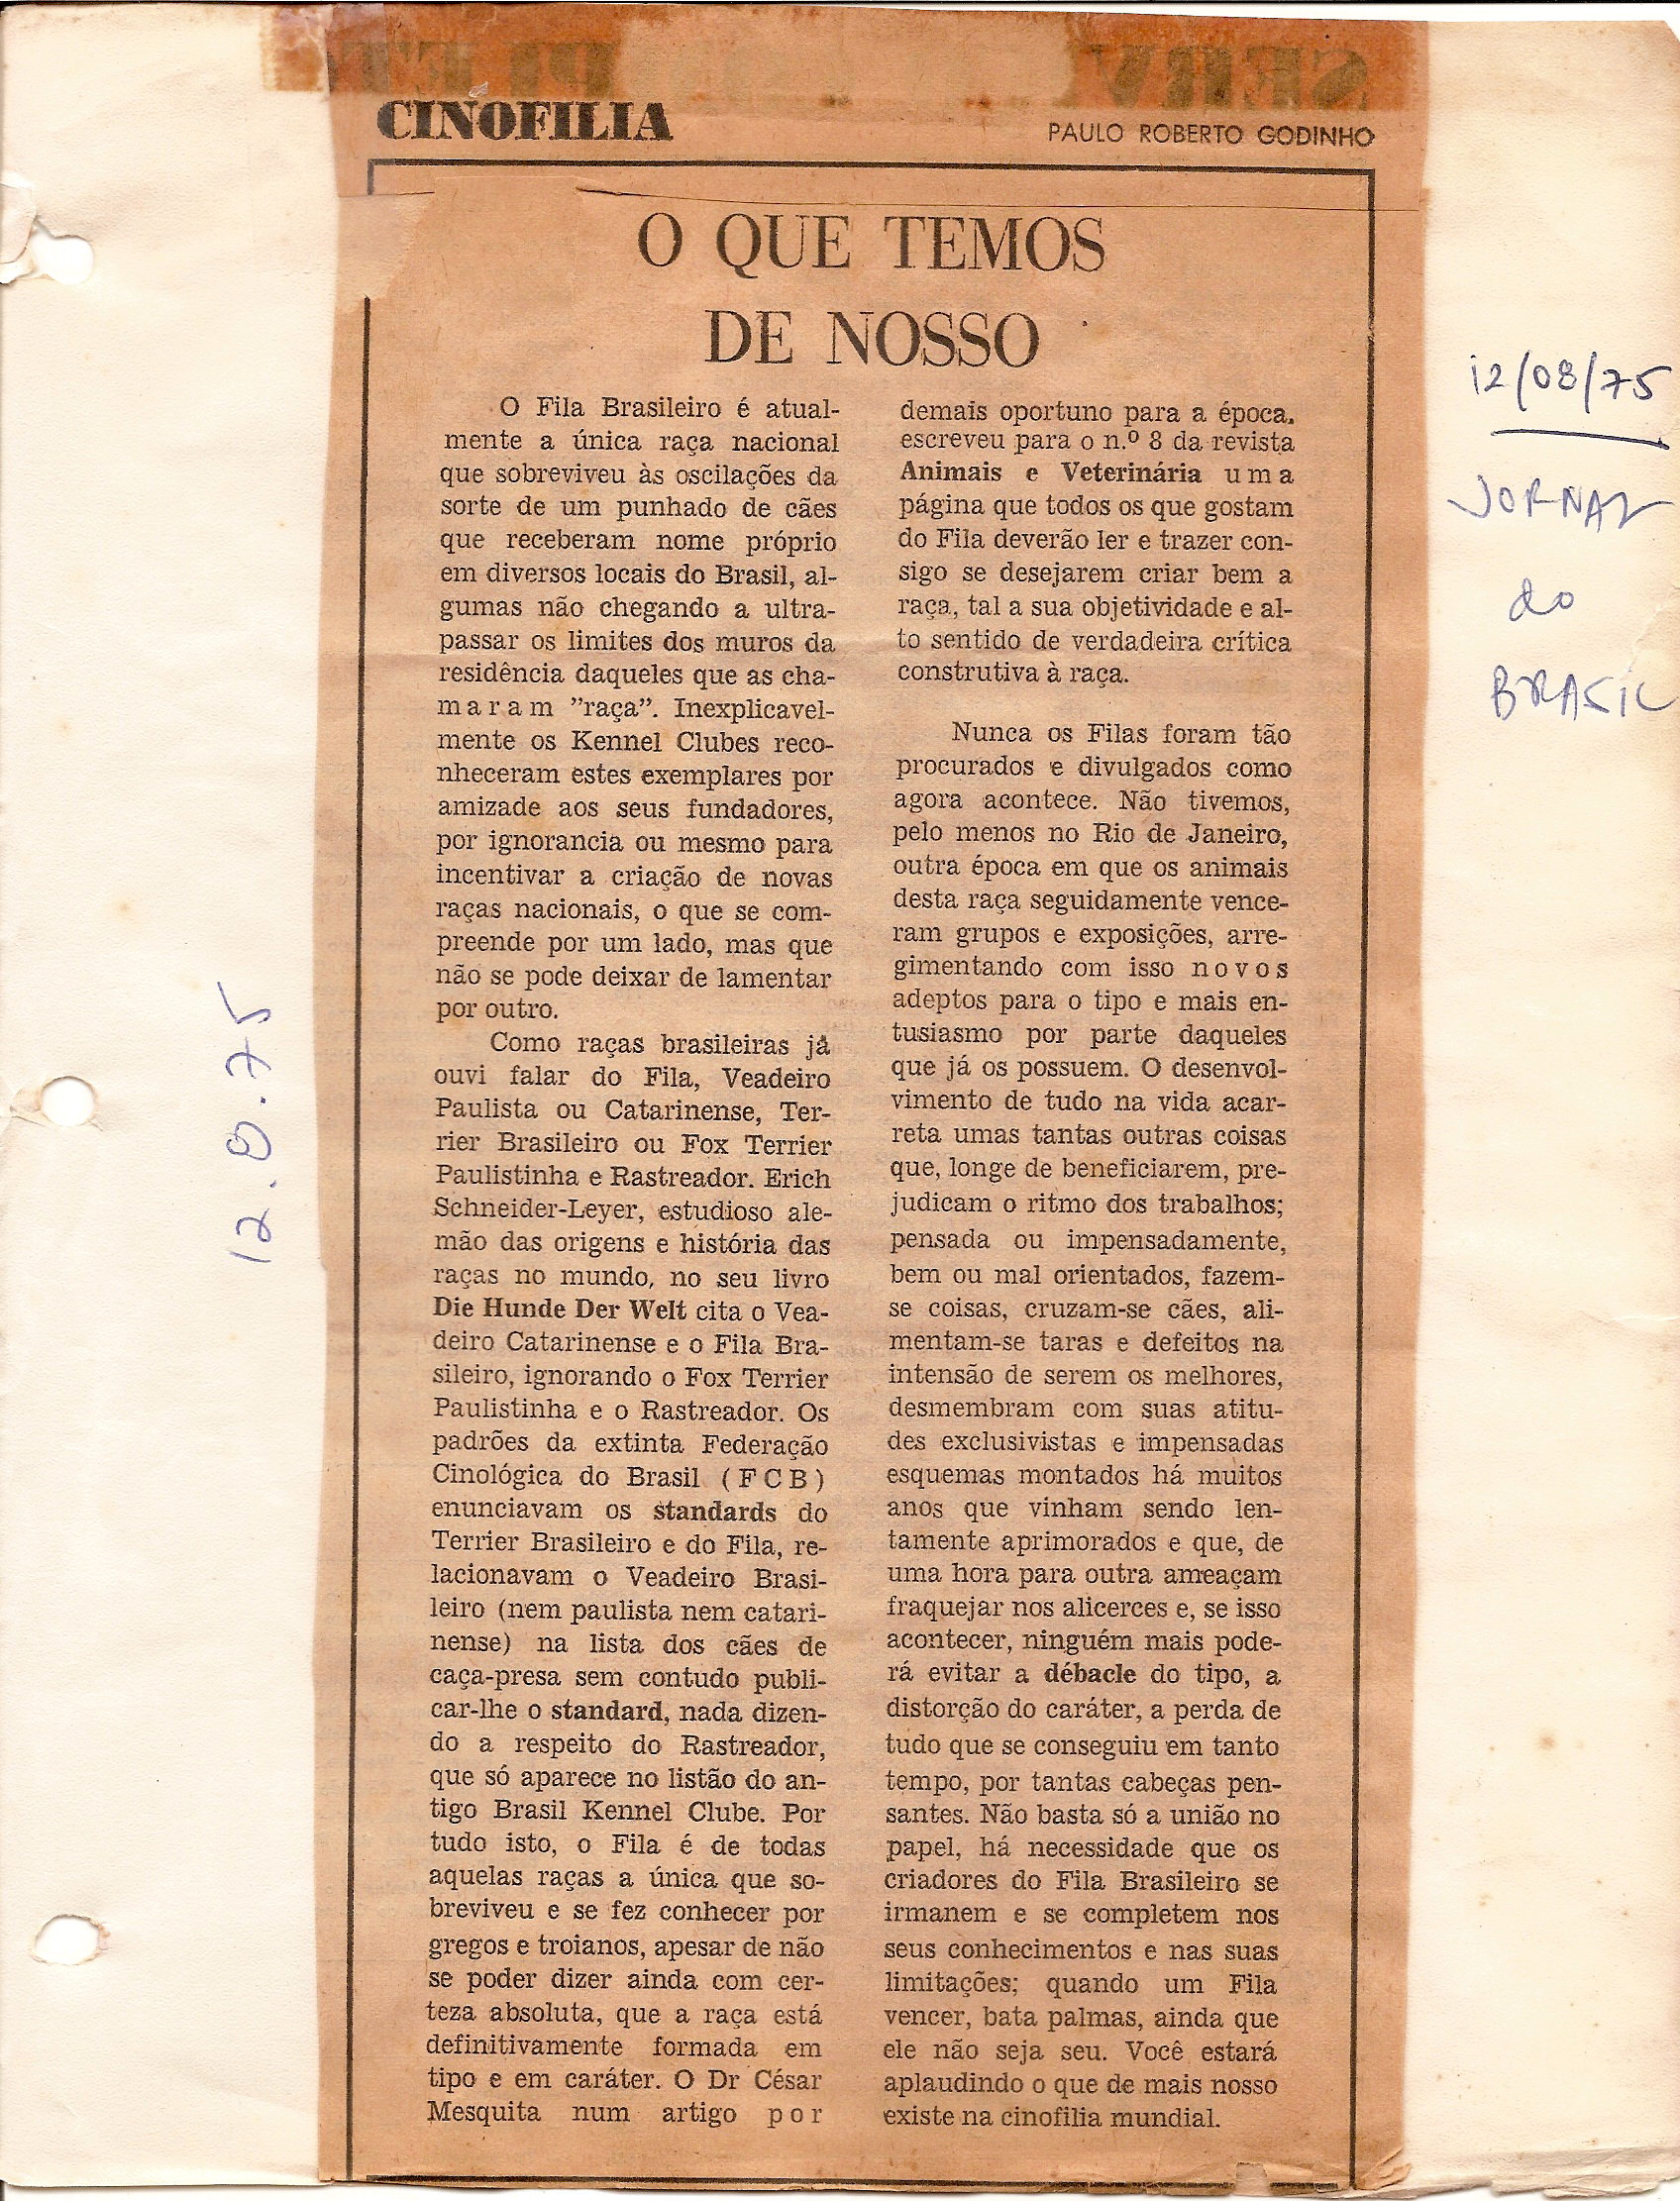 CINOFILIA
PAULO ROBERTO GODINHO
O QUE TEMOS
DE NOSSO
O Fila Brasileiro é atual-
mente a única raça nacional
que sobreviveu às oscilações da
sorte de um punhado de cães
que receberam nome próprio
em diversos locais do Brasil, al-
gumas não chegando a ultra-
passar os limites dos muros da
residência daqueles que as cha-
maram ”raça”. Inexplicavel-
mente os Kennel Clubes reco-
nheceram estes exemplares por
amizade aos seus fundadores,
por ignorancia ou mesmo para
incentivar a criação de novas
raças nacionais, o que se com-
preende por um lado, mas que
não se pode deixar de lamentar
por outro.
Como raças brasileiras já
ouvi falar do Fila, Veadeiro
Paulista ou Catarinense, Ter-
rier Brasileiro ou Fox Terrier
Paulistinha e Rastreador. Erich
Schneider-Leyer, estudioso ale-
mão das origens e história das
raças no mundo, no seu livro
Die Hunde Der Welt cita o Vea-
deiro Catarinense e o Fila Bra-
sileiro, ignorando o Fox Terrier
Paulistinha e o Rastreador. Os
padrões da extinta Federação
Cinológica do Brasil (FCB)
enunciavam os standards do
Terrier Brasileiro e do Fila, re-
lacionavam o Veadeiro Brasi-
leiro (nem paulista nem catari-
nense) na lista dos cães de
caça-presa sem contudo publi-
car-lhe o standard, nada dizen-
do a respeito do Rastreador,
que só aparece no listão do an-
tigo Brasil Kennel Clube. Por
tudo isto, o Fila é de todas
aquelas raças a única que so-
breviveu e se fez conhecer por
gregos e troianos, apesar de não
se poder dizer ainda com cer-
teza absoluta, que a raça está
definitivamente formada em
tipo e em caráter. O Dr César
Mesquita num artigo por
demais oportuno para a época,
escreveu para o n.º 8 da revista
Animais e Veterinária uma
página que todos os que gostam
do Fila deverão ler e trazer con-
sigo se desejarem criar bem a
raça, tal a sua objetividade e al-
to sentido de verdadeira crítica
construtiva à raça.
Nunca os Filas foram tão
procurados e divulgados como
agora acontece. Não tivemos,
pelo menos no Rio de Janeiro,
outra época em que os animais
desta raça seguidamente vence-
ram grupos e exposições, arre-
gimentando com isso novos
adeptos para o tipo e mais en-
tusiasmo por parte daqueles
que já os possuem. O desenvol-
vimento de tudo na vida acar-
reta umas tantas outras coisas
que, longe de beneficiarem, pre-
judicam o ritmo dos trabalhos;
pensada ou impensadamente,
bem ou mal orientados, fazem-
se coisas, cruzam-se cães, ali-
mentam-se taras e defeitos na
intensão de serem os melhores,
desmembram com suas atitu-
des exclusivistas e impensadas
esquemas montados há muitos
anos que vinham sendo len-
tamente aprimorados e que, de
uma hora para outra ameaçam
fraquejar nos alicerces e, se isso
acontecer, ninguém mais pode-
rá evitar a débacle do tipo, a
distorção do caráter, a perda de
tudo que se conseguiu em tanto
tempo, por tantas cabeças pen-
santes. Não basta só a união no
papel, há necessidade que os
criadores do Fila Brasileiro se
irmanem e se completem nos
seus conhecimentos e nas suas
limitações; quando um Fila
vencer, bata palmas, ainda que
ele não seja seu. Você estará
aplaudindo o que de mais nosso
existe na cinofilia mundial.
12/08/75
JORNAL
do
BRASIL
12.8.75